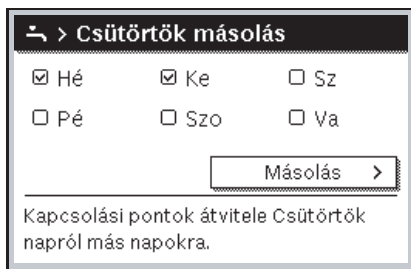 > Csütörtök másolás
Hé Ke Sz
Pé Szo Va
Másolás >
Kapcsolási pontok átvitele Csütörtök
napról más napokra.